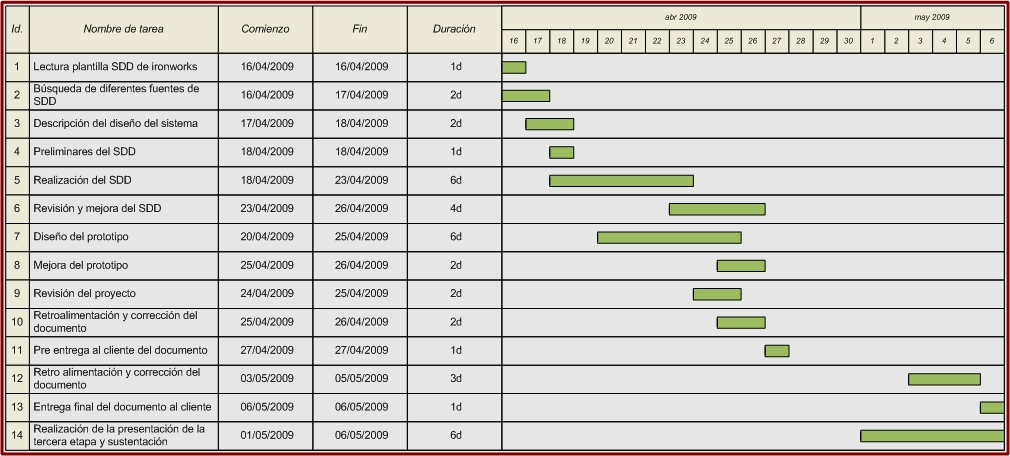 Id. Nombre de tarea Comienzo Fin Duración abr 2009 may 2009
16 17 18 19 20 21 22 23 24 25 26 27 28 29 30 1 2 3 4 5 6
1 Lectura plantilla SDD de ironworks 16/04/2009 16/04/2009 1d
2 Búsqueda de diferentes fuentes de
SDD 16/04/2009 17/04/2009 2d
3 Descripción del diseño del sistema 17/04/2009 18/04/2009 2d
4 Preliminares del SDD 18/04/2009 18/04/2009 1d
5 Realización del SDD 18/04/2009 23/04/2009 6d
6 Revisión y mejora del SDD 23/04/2009 26/04/2009 4d
7 Diseño del prototipo 20/04/2009 25/04/2009 6d
8 Mejora del prototipo 25/04/2009 26/04/2009 2d
9 Revisión del proyecto 24/04/2009 25/04/2009 2d
10 Retroalimentación y corrección del
documento 25/04/2009 26/04/2009 2d
11 Pre entrega al cliente del documento 27/04/2009 27/04/2009 1d
12 Retro alimentación y corrección del
documento 03/05/2009 05/05/2009 3d
13 Entrega final del documento al cliente 06/05/2009 06/05/2009 1d
14 Realización de la presentación de la
tercera etapa y sustentación 01/05/2009 06/05/2009 6d